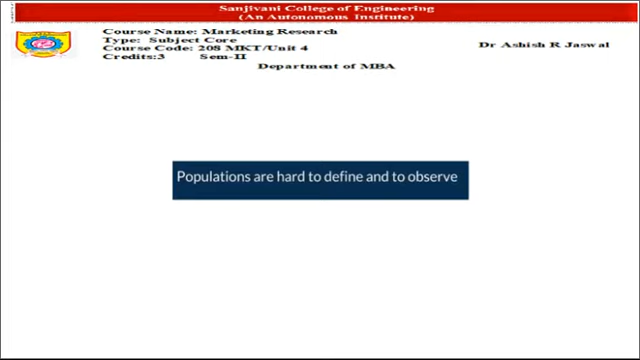 Sanjivani College of Engineering
(An Autonomous Institute)
Course Name: Marketing Research
Type: Subject Core
Course Code: 208 MKT/Unit 4
Credits:3 Sem-II
Dr Ashish R Jaswal
Department of MBA
Populations are hard to define and to observe